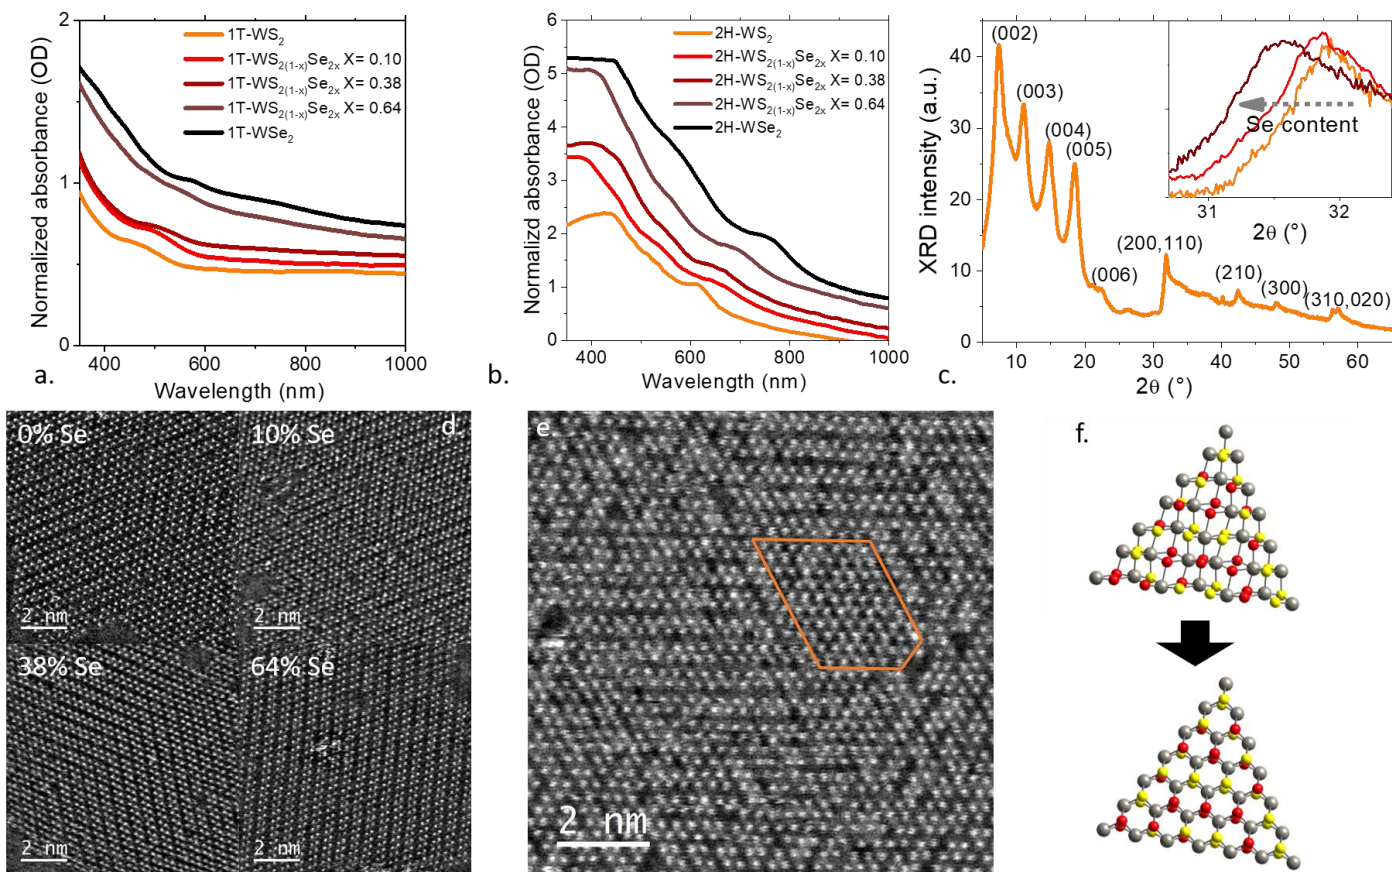 2
1
0
Normalized absorbance (OD)
1T-WS₂
1T-WS₂₍₁₋ₓ₎Se₂ₓ X= 0.10
1T-WS₂₍₁₋ₓ₎Se₂ₓ X= 0.38
1T-WS₂₍₁₋ₓ₎Se₂ₓ X= 0.64
1T-WSe₂
400 600 800 1000
Wavelength (nm)
a.
6
5
4
3
2
1
0
Normalizd absorbance (OD)
2H-WS₂
2H-WS₂₍₁₋ₓ₎Se₂ₓ X= 0.10
2H-WS₂₍₁₋ₓ₎Se₂ₓ X= 0.38
2H-WS₂₍₁₋ₓ₎Se₂ₓ X= 0.64
2H-WSe₂
400 600 800 1000
Wavelength (nm)
b.
40
30
20
10
0
XRD intensity (a.u.)
(002)
(003)
(004)
(005)
(006)
(200,110)
(210)
(300)
(310,020)
Se content
31 32
2θ (°)
10 20 30 40 50 60
2θ (°)
c.
0% Se
2 nm
10% Se
2 nm
38% Se
2 nm
64% Se
2 nm
d.
e.
2 nm
f.